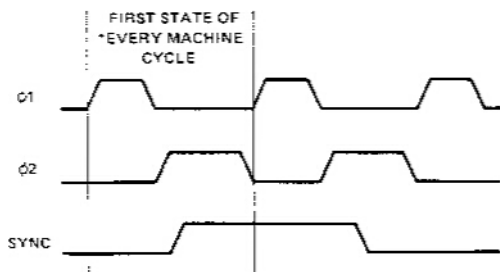 FIRST STATE OF
*EVERY MACHINE
CYCLE
ϕ1
ϕ2
SYNC